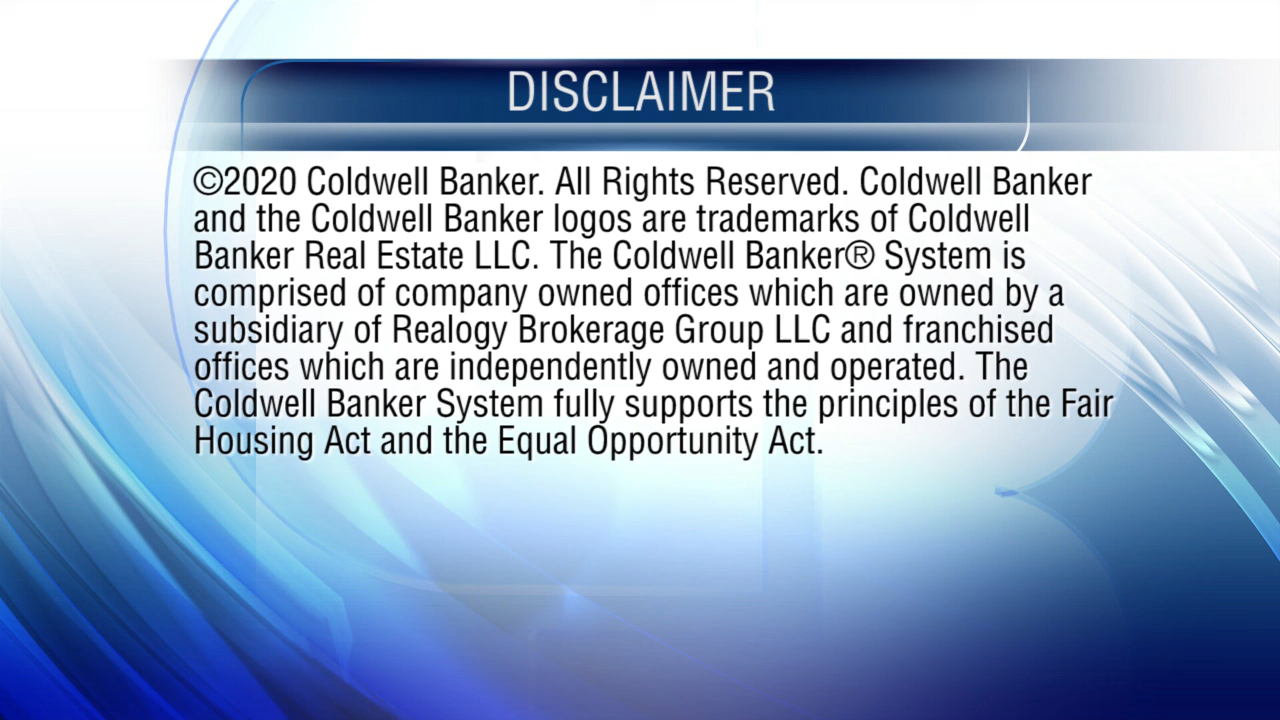 DISCLAIMER
©2020 Coldwell Banker. All Rights Reserved. Coldwell Banker
and the Coldwell Banker logos are trademarks of Coldwell
Banker Real Estate LLC. The Coldwell Banker® System is
comprised of company owned offices which are owned by a
subsidiary of Realogy Brokerage Group LLC and franchised
offices which are independently owned and operated. The
Coldwell Banker System fully supports the principles of the Fair
Housing Act and the Equal Opportunity Act.